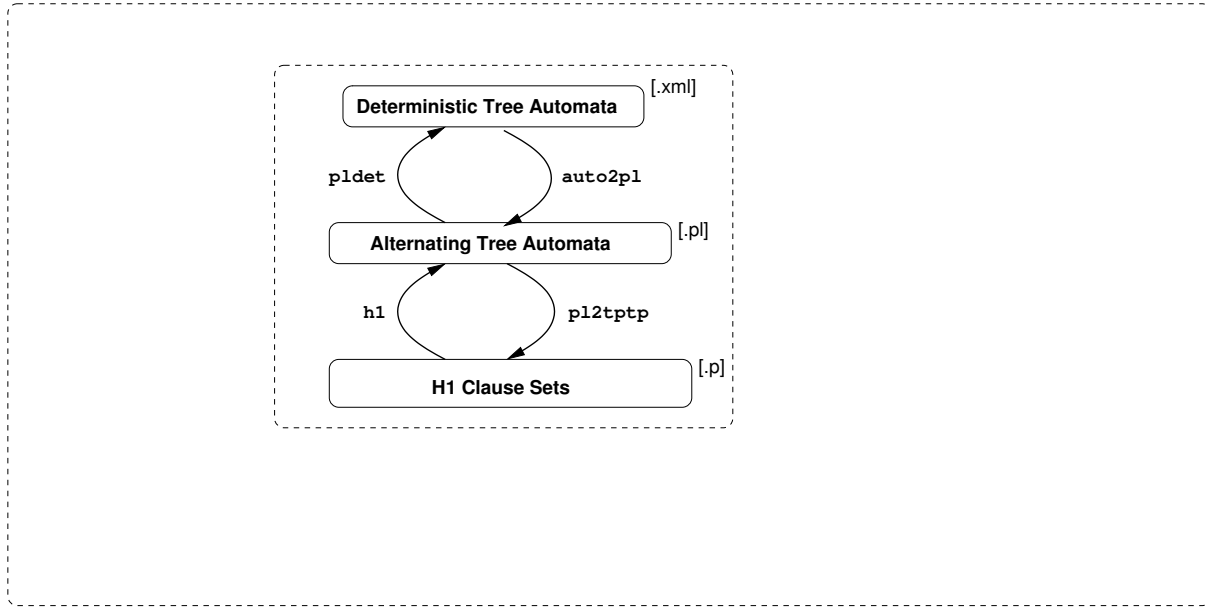 [.xml]
Deterministic Tree Automata
pldet
auto2pl
[.pl]
Alternating Tree Automata
h1
pl2tptp
[.p]
H1 Clause Sets